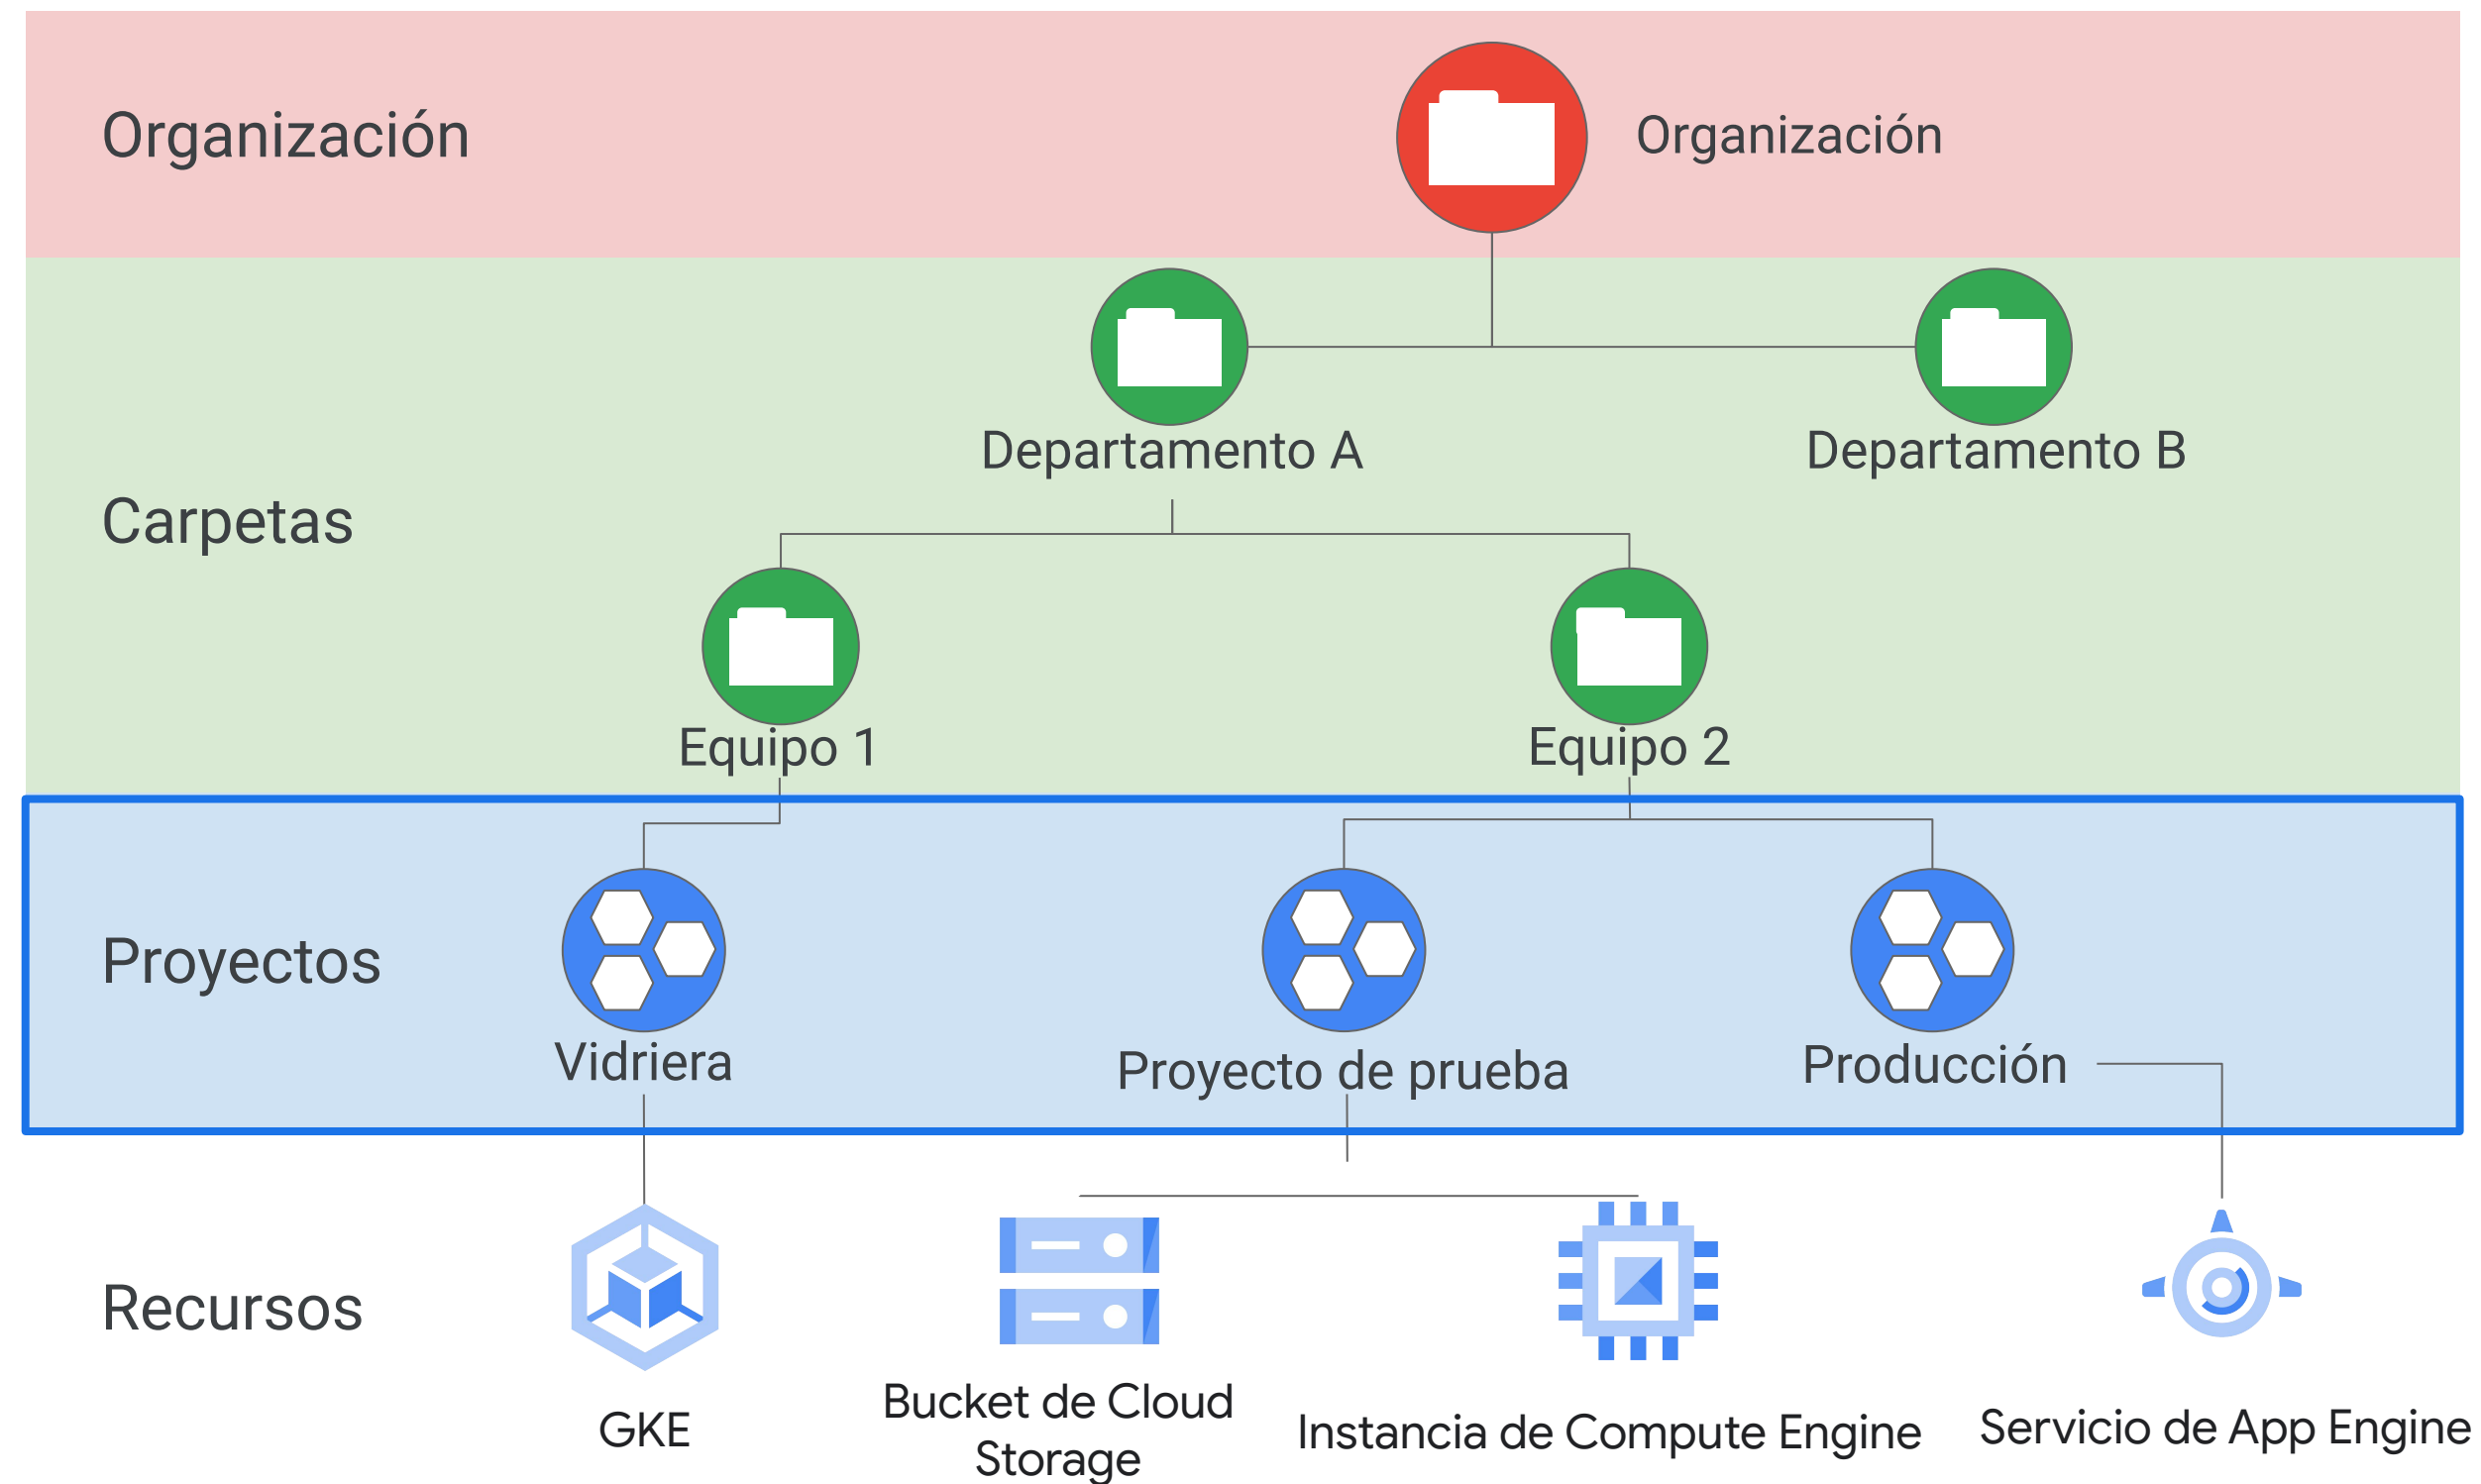 Organización
Organización
Departamento A
Departamento B
Carpetas
Equipo 1
Equipo 2
Proyectos
Vidriera
Proyecto de prueba
Producción
Recursos
GKE
Bucket de Cloud
Storage
Instancia de Compute Engine
Servicio de App Engine